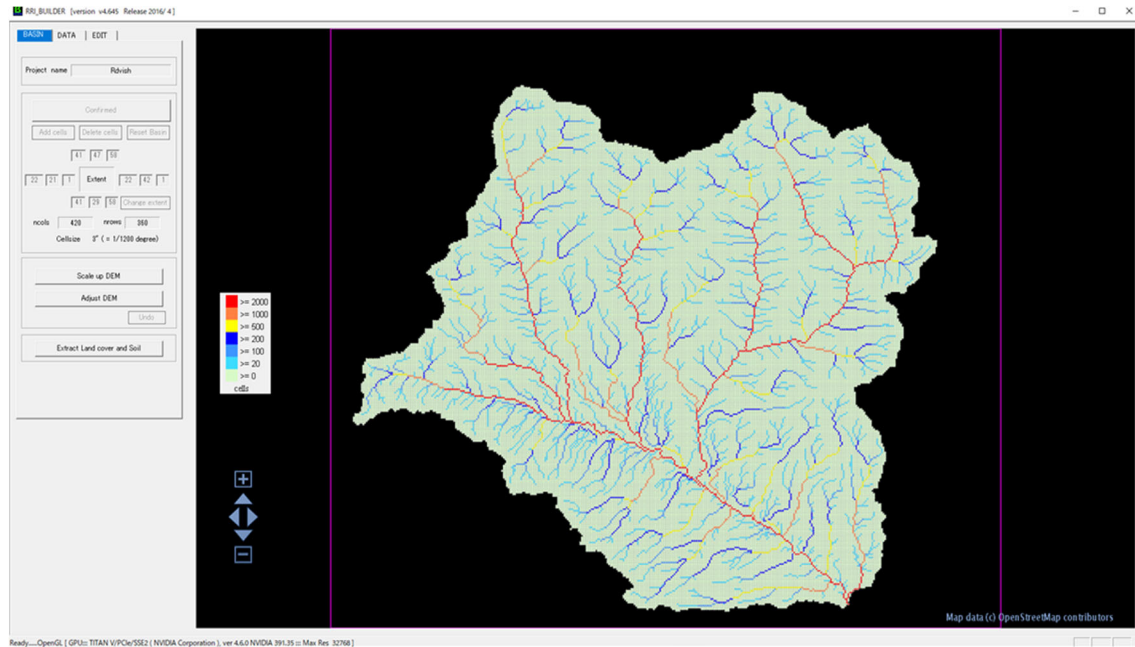 RRI_BUILDER [version v4.645 Release 2016/ 4]
BASIN DATA EDIT
Project name Rdvish
Confirmed
Add cells Delete cells Reset Basin
41 47 58
22 21 1 Extent 22 42 1
41 29 58 Change extent
ncols 420 nrows 360
Cellsize 3" ( = 1/1200 degree)
Scale up DEM
Adjust DEM
Undo
Extract Land cover and Soil
>= 2000
>= 1000
>= 500
>= 200
>= 100
>= 20
>= 0
cells
Map data (c) OpenStreetMap contributors
Ready.....OpenGL [ GPU::: TITAN V/PCIe/SSE2 ( NVIDIA Corporation ), ver 4.6.0 NVIDIA 391.35 ::: Max Res 32768 ]